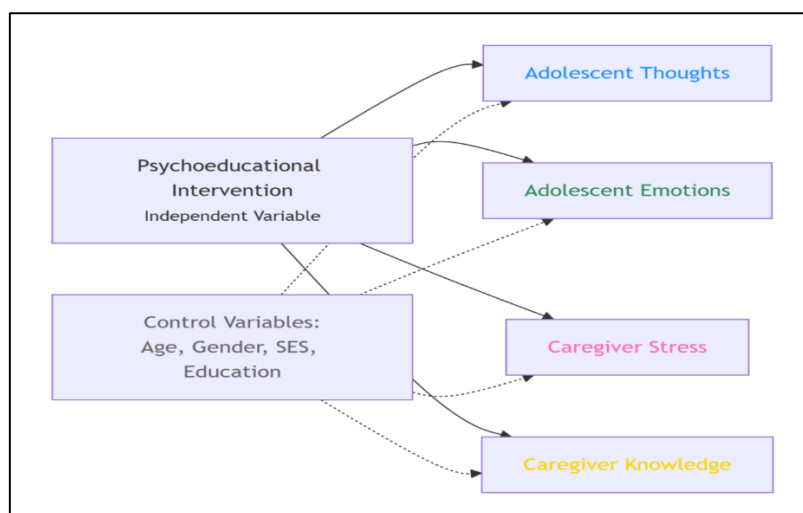 Adolescent Thoughts
Psychoeducational
Intervention
Independent Variable
Adolescent Emotions
Control Variables:
Age, Gender, SES,
Education
Caregiver Stress
Caregiver Knowledge